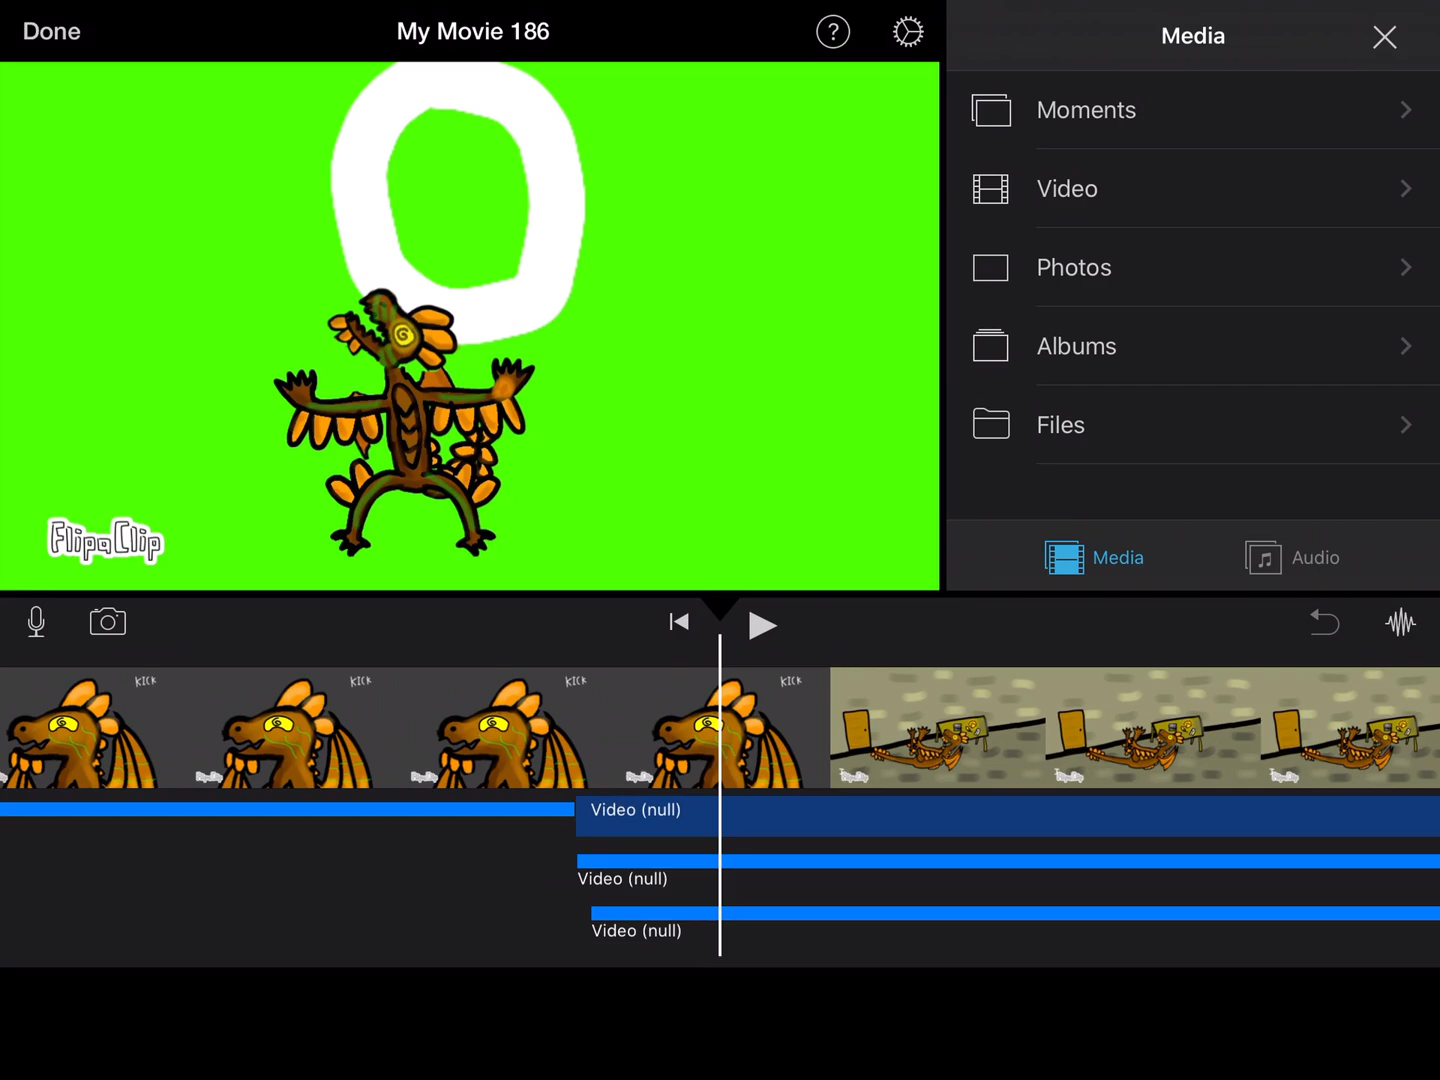 Done
My Movie 186
?
Media
Moments
Video
Photos
Albums
Files
Media
Audio
O
FlipaClip
KICK
KICK
KICK
KICK
Video (null)
Video (null)
Video (null)